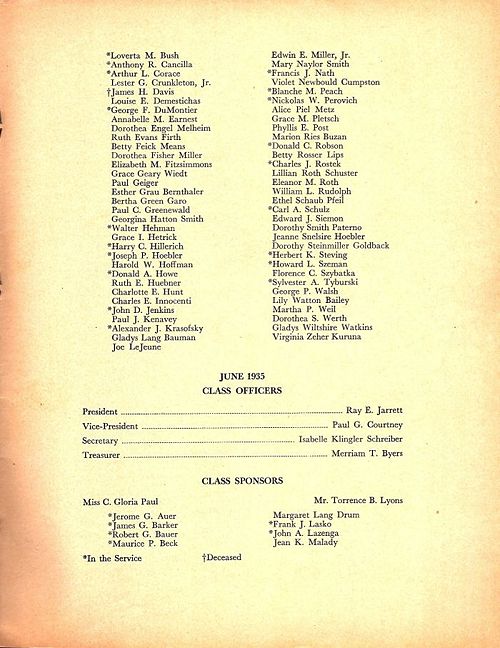 *Loverta M. Bush
*Anthony R. Cancilla
*Arthur L. Corace
Lester G. Crunkleton, Jr.
†James H. Davis
Louise E. Demestichas
*George F. DuMontier
Annabelle M. Earnest
Dorothea Engel Melheim
Ruth Evans Firth
Betty Feick Means
Dorothea Fisher Miller
Elizabeth M. Fitzsimmons
Grace Geary Wiedt
Paul Geiger
Esther Grau Bernthaler
Bertha Green Garo
Paul C. Greenewald
Georgina Hatton Smith
*Walter Hehman
Grace I. Hetrick
*Harry C. Hillerich
*Joseph P. Hoebler
Harold W. Hoffman
*Donald A. Howe
Ruth E. Huebner
Charlotte E. Hunt
Charles E. Innocenti
*John D. Jenkins
Paul J. Kenavey
*Alexander J. Krasofsky
Gladys Lang Bauman
Joe LeJeune
Edwin E. Miller, Jr.
Mary Naylor Smith
*Francis J. Nath
Violet Newbould Cumpston
*Blanche M. Peach
*Nickolas W. Perovich
Alice Piel Metz
Grace M. Pletsch
Phyllis E. Post
Marion Ries Buzan
*Donald C. Robson
Betty Rosser Lips
*Charles J. Rostek
Lillian Roth Schuster
Eleanor M. Roth
William L. Rudolph
Ethel Schaub Pfeil
*Carl A. Schulz
Edward J. Siemon
Dorothy Smith Paterno
Jeanne Snelsire Hoebler
Dorothy Steinmiller Goldback
*Herbert K. Steving
*Howard L. Szeman
Florence C. Szybatka
*Sylvester A. Tyburski
George P. Walsh
Lily Watton Bailey
Martha P. Weil
Dorothea S. Werth
Gladys Wiltshire Watkins
Virginia Zeher Kuruna
JUNE 1935
CLASS OFFICERS
President ........ Ray E. Jarrett
Vice-President ........ Paul G. Courtney
Secretary ........ Isabelle Klingler Schreiber
Treasurer ........ Merriam T. Byers
CLASS SPONSORS
Miss C. Gloria Paul Mr. Torrence B. Lyons
*Jerome G. Auer
*James G. Barker
*Robert G. Bauer
*Maurice P. Beck
Margaret Lang Drum
*Frank J. Lasko
*John A. Lazenga
Jean K. Malady
*In the Service †Deceased